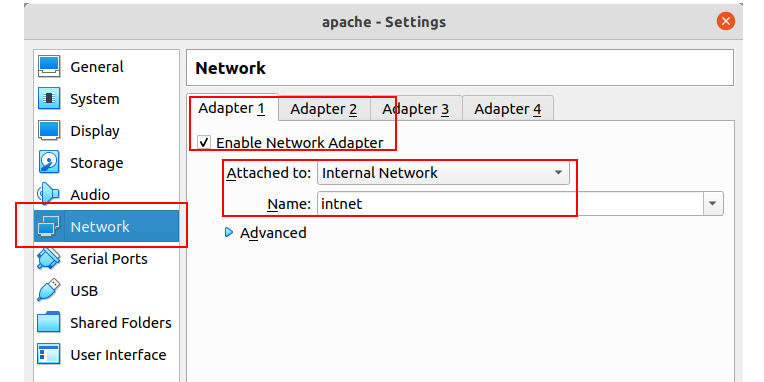 apache - Settings
General
System
Display
Storage
Audio
Network
Serial Ports
USB
Shared Folders
User Interface
Network
Adapter 1 Adapter 2 Adapter 3 Adapter 4
Enable Network Adapter
Attached to: Internal Network
Name: intnet
Advanced